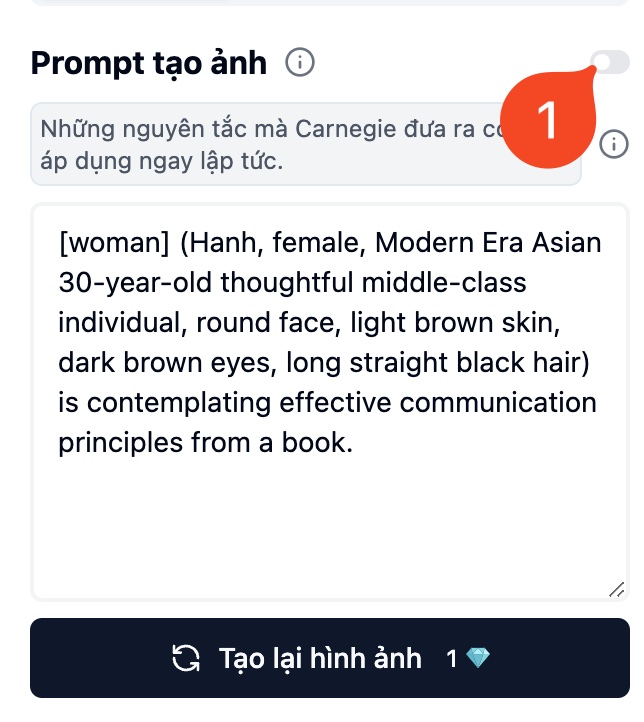 Prompt tạo ảnh
1
Những nguyên tắc mà Carnegie đưa ra
áp dụng ngay lập tức.
[woman] (Hanh, female, Modern Era Asian
30-year-old thoughtful middle-class
individual, round face, light brown skin,
dark brown eyes, long straight black hair)
is contemplating effective communication
principles from a book.
Tạo lại hình ảnh 1